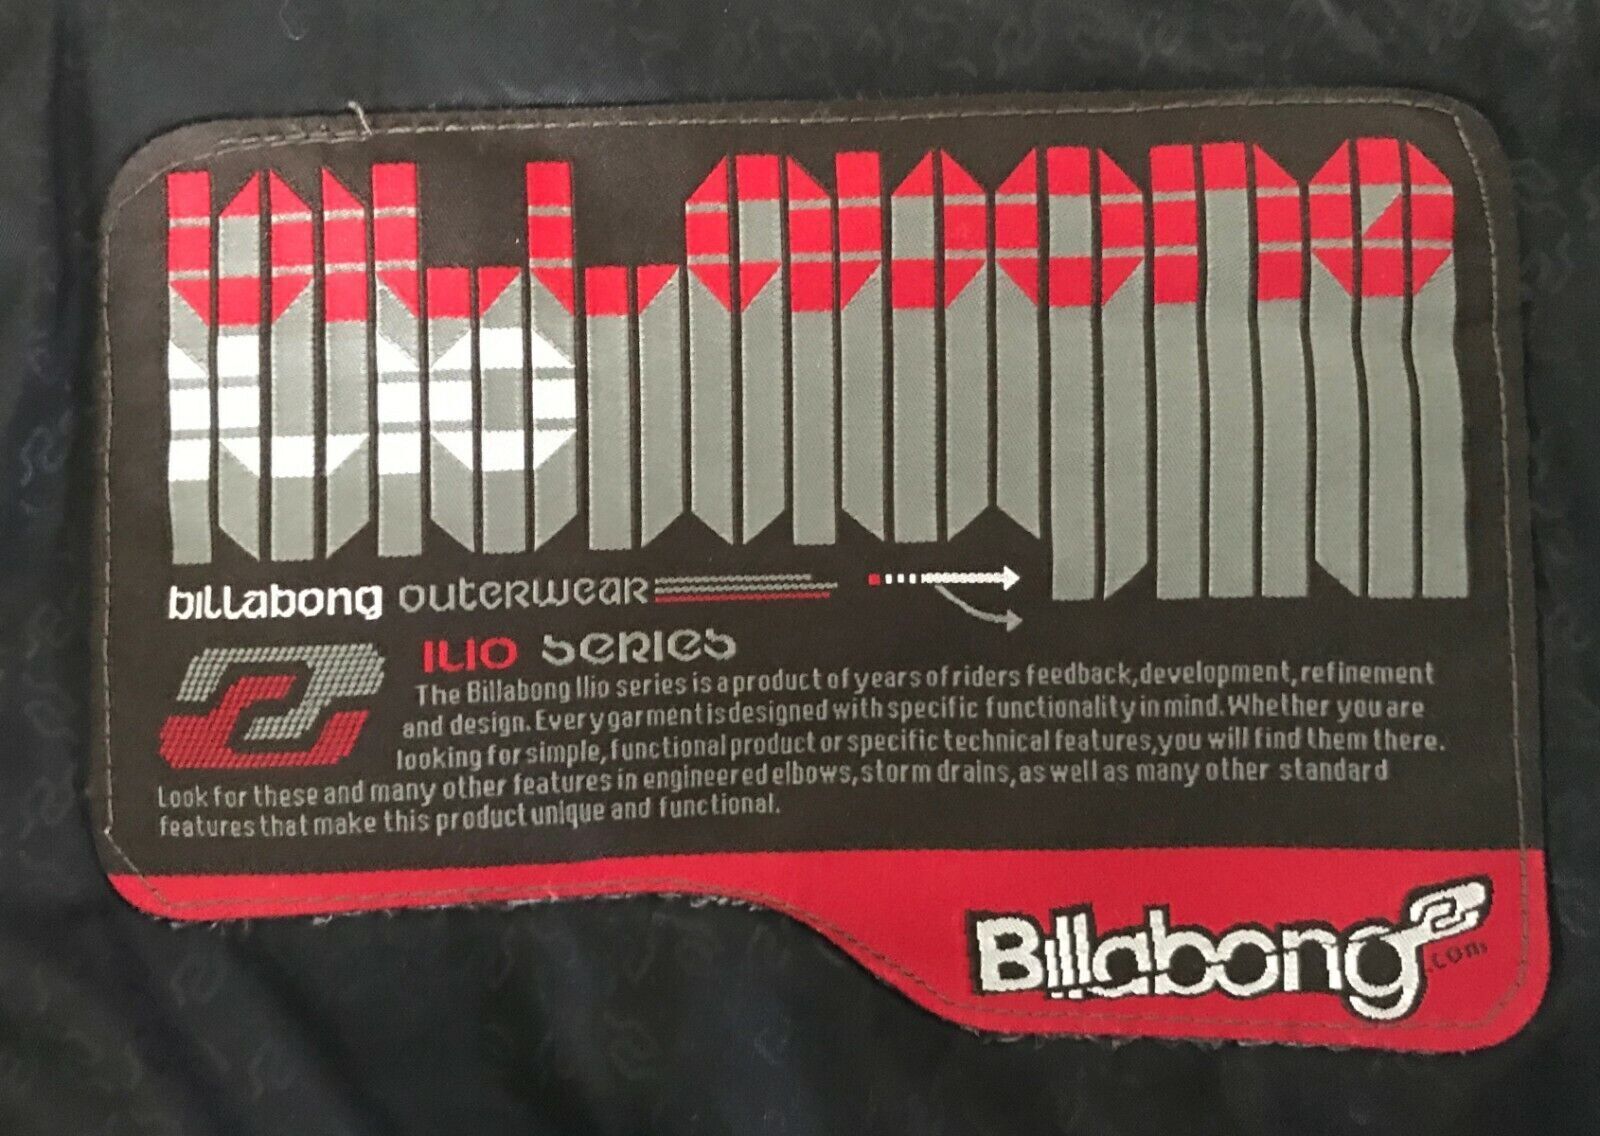 billabong
ilio
billabong outerwear
ilio series
The Billabong Ilio series is a product of years of riders feedback, development, refinement
and design. Every garment is designed with specific functionality in mind. Whether you are
looking for simple, functional product or specific technical features, you will find them there.
Look for these and many other features in engineered elbows, storm drains, as well as many other standard
features that make this product unique and functional.
Billabong
.com